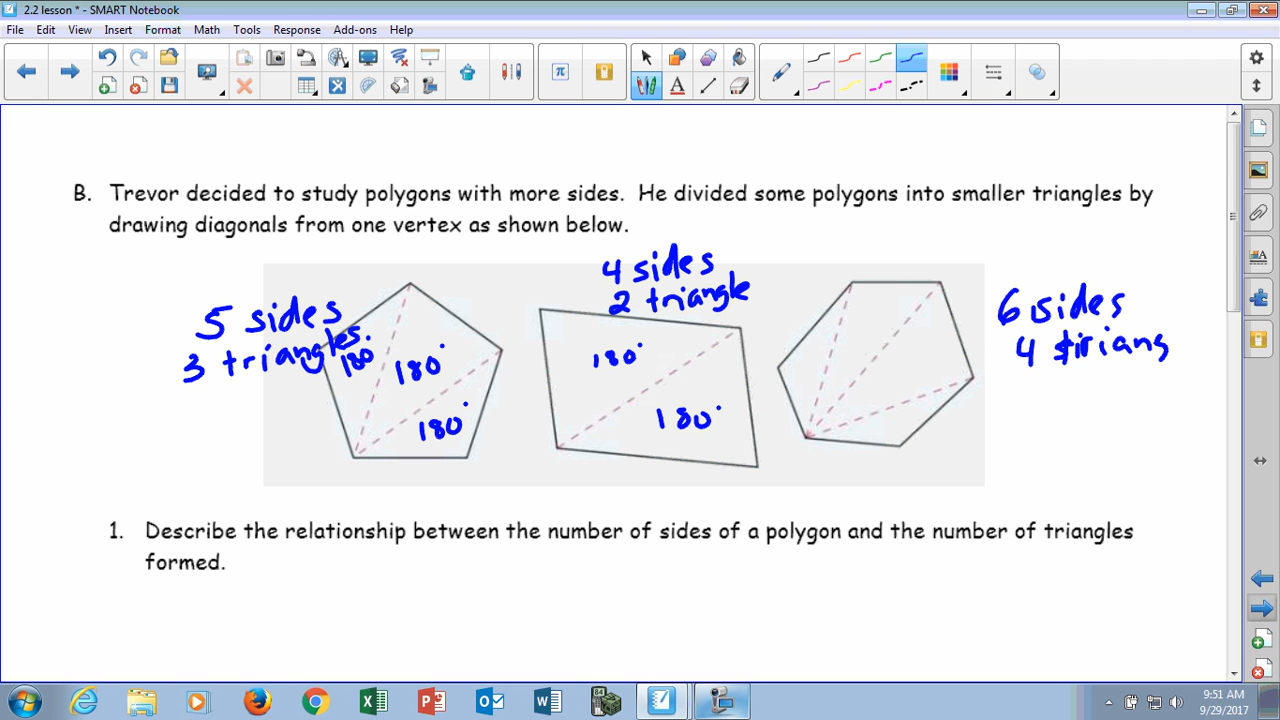 2.2 lesson * - SMART Notebook
File Edit View Insert Format Math Tools Response Add-ons Help
B. Trevor decided to study polygons with more sides. He divided some polygons into smaller triangles by
drawing diagonals from one vertex as shown below.
5 sides
3 triangles.
180
180°
180°
4 sides
2 triangle
180°
180°
6 sides
1. Describe the relationship between the number of sides of a polygon and the number of triangles
formed.
9:51 AM
9/29/2017